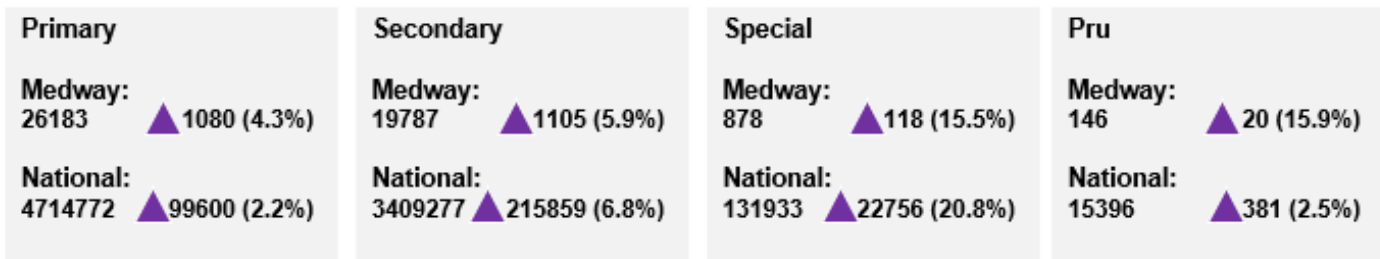 Primary
Medway:
26183 1080 (4.3%)
National:
4714772 99600 (2.2%)
Secondary
Medway:
19787 1105 (5.9%)
National:
3409277 215859 (6.8%)
Special
Medway:
878 118 (15.5%)
National:
131933 22756 (20.8%)
Pru
Medway:
146 20 (15.9%)
National:
15396 381 (2.5%)